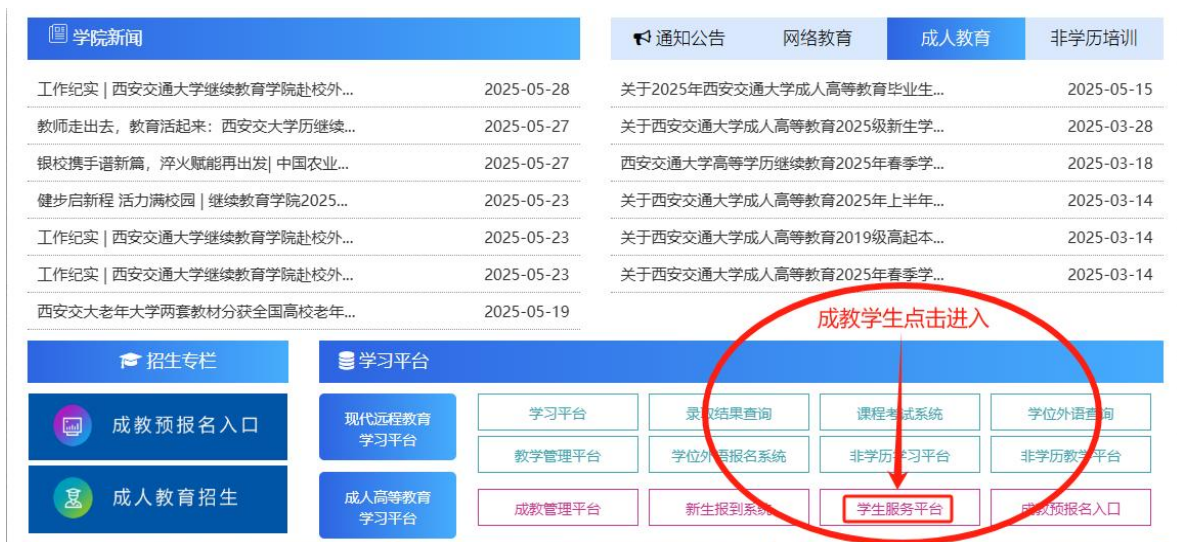 学院新闻
工作纪实 | 西安交通大学继续教育学院赴校外... 2025-05-28
教师走出去，教育活起来：西安交大学历继续... 2025-05-27
银校携手谱新篇，淬火赋能再出发| 中国农业... 2025-05-27
健步启新程 活力满校园 | 继续教育学院2025... 2025-05-23
工作纪实 | 西安交通大学继续教育学院赴校外... 2025-05-23
工作纪实 | 西安交通大学继续教育学院赴校外... 2025-05-23
西安交大老年大学两套教材分获全国高校老年... 2025-05-19
通知公告 网络教育 成人教育 非学历培训
关于2025年西安交通大学成人高等教育毕业生... 2025-05-15
关于西安交通大学成人高等教育2025级新生学... 2025-03-28
西安交通大学高等学历继续教育2025年春季学... 2025-03-18
关于西安交通大学成人高等教育2025年上半年... 2025-03-14
关于西安交通大学成人高等教育2019级高起本... 2025-03-14
关于西安交通大学成人高等教育2025年春季学... 2025-03-14
成教学生点击进入
招生专栏
成教预报名入口
成人教育招生
学习平台
现代远程教育
学习平台
学习平台 录取结果查询 课程考试系统 学位外语查询
教学管理平台 学位外语报名系统 非学历学习平台 非学历教学平台
成人高等教育
学习平台
成教管理平台 新生报到系统 学生服务平台 成教预报名入口